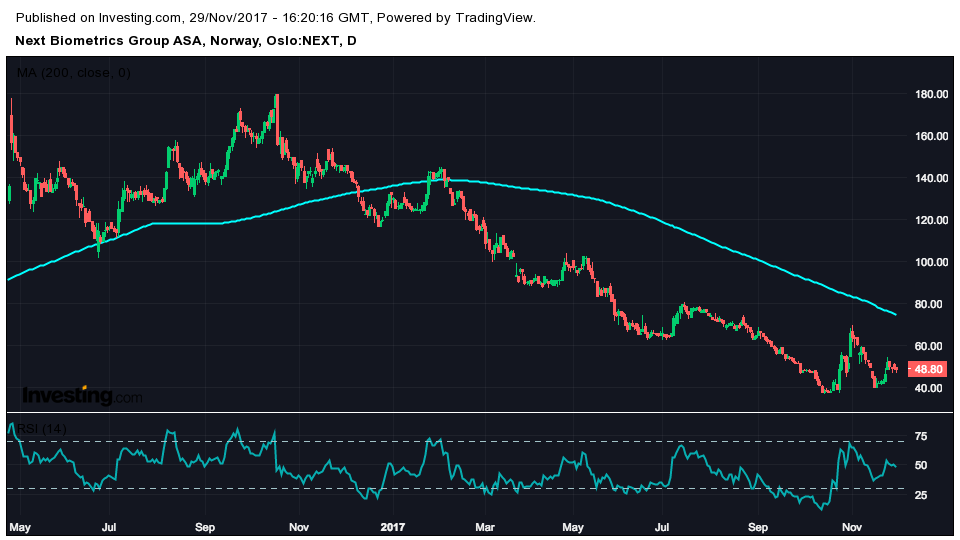 Published on Investing.com, 29/Nov/2017 - 16:20:16 GMT, Powered by TradingView.
Next Biometrics Group ASA, Norway, Oslo:NEXT, D
MA (200, close, 0)
180.00
160.00
140.00
120.00
100.00
80.00
60.00
48.80
40.00
Investing.com
RSI (14)
75
50
25
May Jul Sep Nov 2017 Mar May Jul Sep Nov